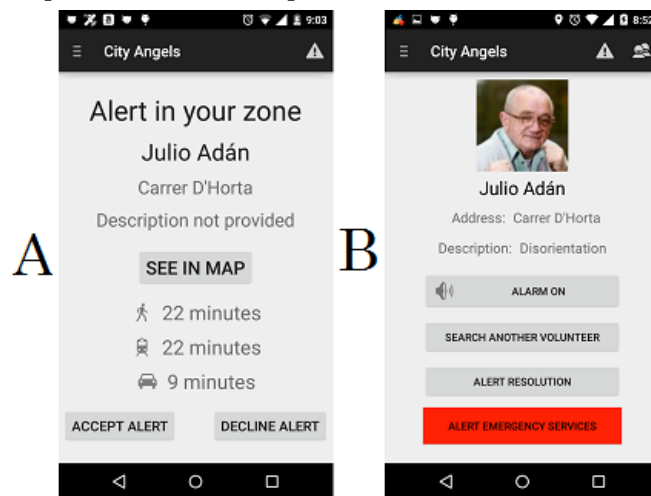 A
9:03
City Angels
Alert in your zone
Julio Adán
Carrer D'Horta
Description not provided
SEE IN MAP
22 minutes
22 minutes
9 minutes
ACCEPT ALERT
DECLINE ALERT
B
8:52
City Angels
Julio Adán
Address: Carrer D'Horta
Description: Disorientation
ALARM ON
SEARCH ANOTHER VOLUNTEER
ALERT RESOLUTION
ALERT EMERGENCY SERVICES